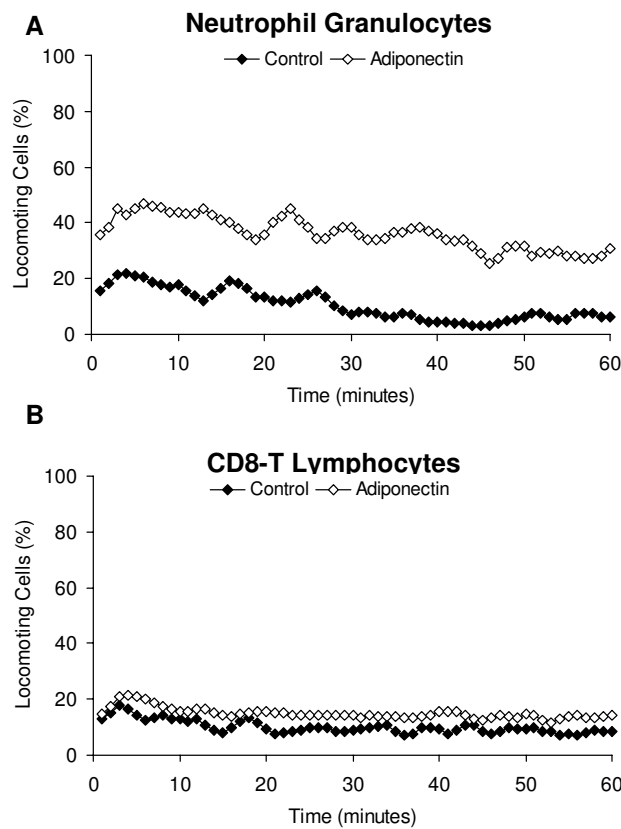 A
Neutrophil Granulocytes
Control Adiponectin
100
80
60
40
20
0
Locomoting Cells (%)
0 10 20 30 40 50 60
Time (minutes)
B
CD8-T Lymphocytes
Control Adiponectin
100
80
60
40
20
0
Locomoting Cells (%)
0 10 20 30 40 50 60
Time (minutes)